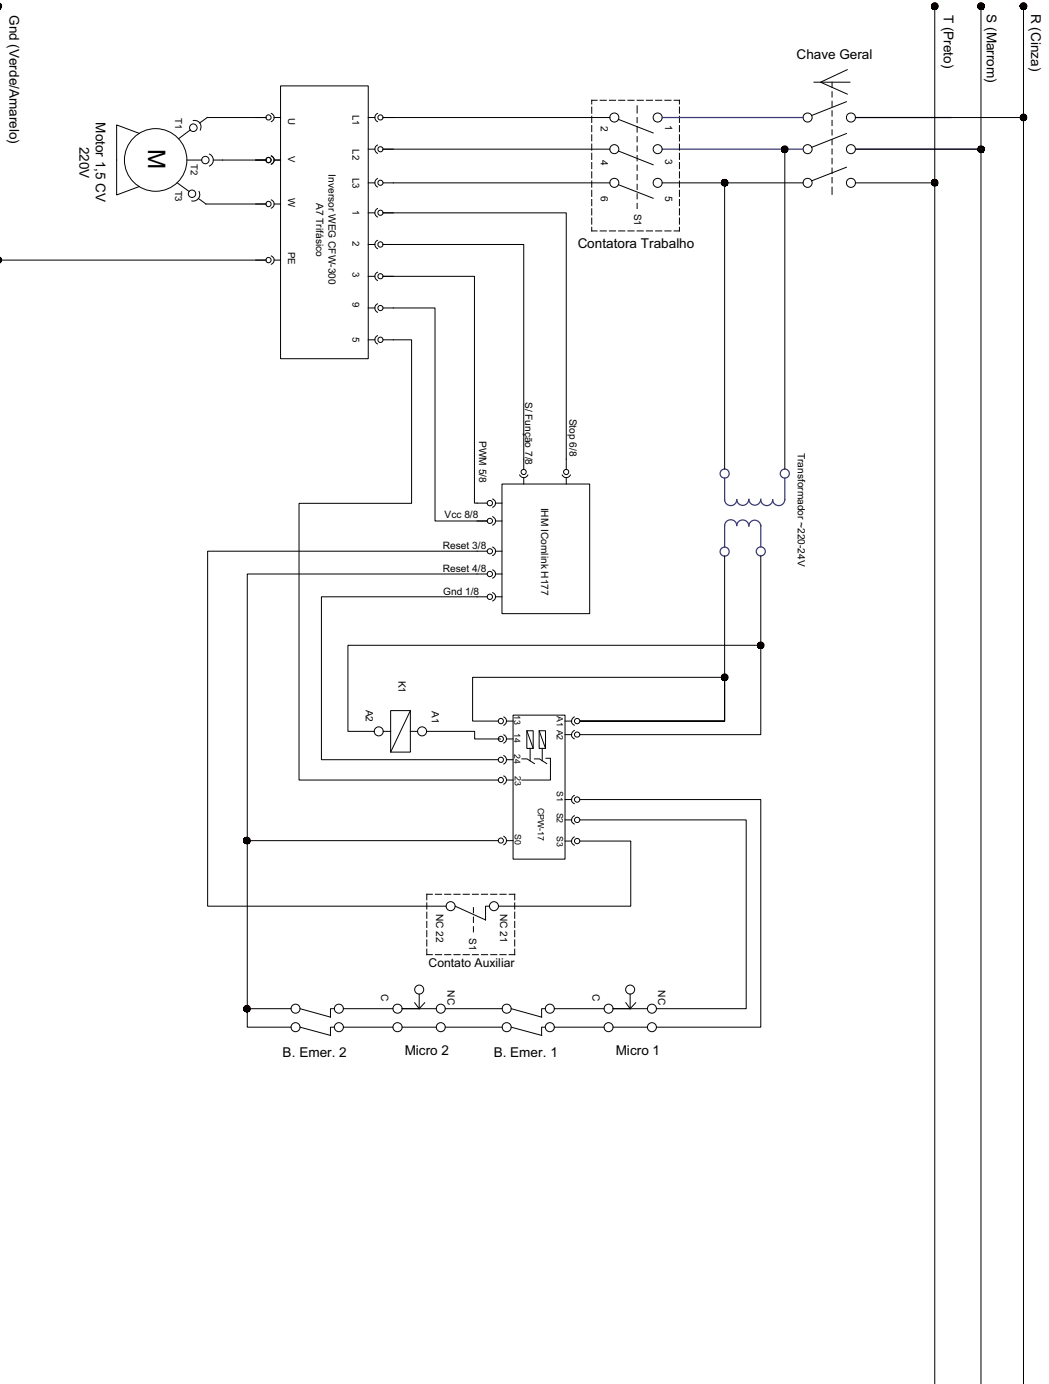 Gnd (Verde/Amarelo)
R (Cinza)
S (Marrom)
T (Preto)
Chave Geral
1
2
3
4
5
6
S1
Contatora Trabalho
L1
L2
L3
1
2
3
9
5
U
V
W
PE
Inversor WEG CFW-300
A7 Trifásico
T1
T2
T3
M
Motor 1,5 CV
220V
Stop 6/8
S/ Função 7/8
PWM 5/8
Vcc 8/8
Reset 3/8
Reset 4/8
Gnd 1/8
IHM IComlink H177
Transformador ~220-24V
K1
A1
A2
13
14
24
23
S0
A1
A2
S1
S2
S3
CPW-17
NC 21
NC 22
S1
Contato Auxiliar
C
NC
C
NC
B. Emer. 2
Micro 2
B. Emer. 1
Micro 1